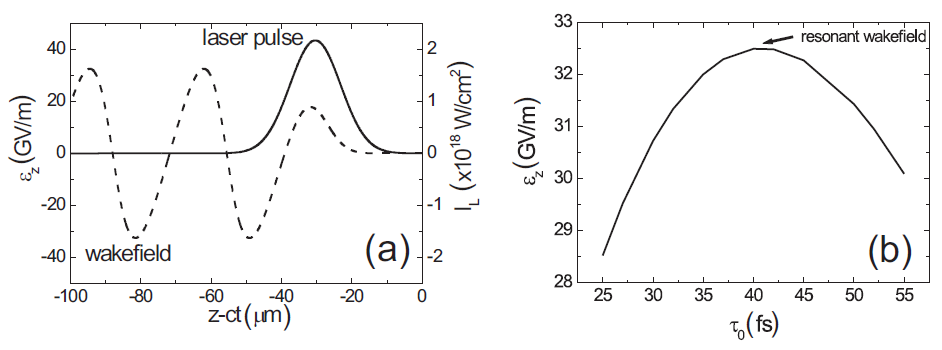 laser pulse
40
20
0
-20
-40
ε_z(GV/m)
2
1
0
-1
-2
I_L (x10^18 W/cm²)
wakefield
(a)
-100 -80 -60 -40 -20 0
z-ct(μm)
33
32
31
30
29
28
ε_z(GV/m)
resonant wakefield
(b)
25 30 35 40 45 50 55
τ_0(fs)